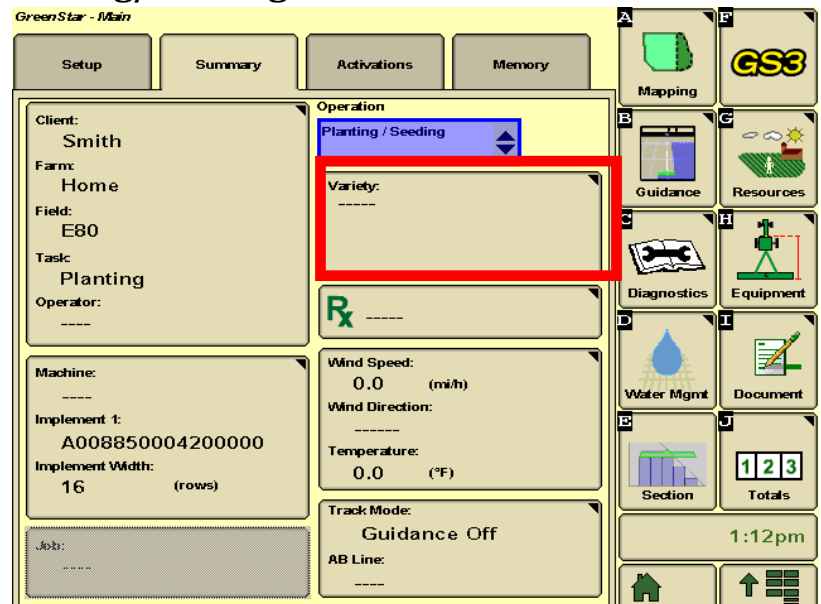 GreenStar - Main
Setup
Summary
Activations
Memory
Client:
Smith
Farm:
Home
Field:
E80
Task:
Planting
Operator:
----
Machine:
----
Implement 1:
A008850004200000
Implement Width:
16 (rows)
Job:
----
Operation
Planting / Seeding
Variety:
-----
Rx -----
Wind Speed:
0.0 (mi/h)
Wind Direction:
------
Temperature:
0.0 (°F)
Track Mode:
Guidance Off
AB Line:
----
A
Mapping
F
GS3
B
Guidance
G
Resources
C
Diagnostics
H
Equipment
D
Water Mgmt
I
Document
E
Section
J
1 2 3
Totals
1:12pm